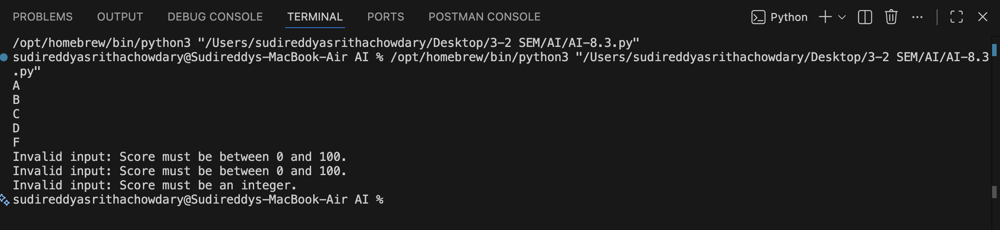 PROBLEMS OUTPUT DEBUG CONSOLE TERMINAL PORTS POSTMAN CONSOLE Python
/opt/homebrew/bin/python3 "/Users/sudireddyasrithachowdary/Desktop/3-2 SEM/AI/AI-8.3.py"
sudireddyasrithachowdary@Sudireddys-MacBook-Air AI % /opt/homebrew/bin/python3 "/Users/sudireddyasrithachowdary/Desktop/3-2 SEM/AI/AI-8.3
.py"
A
B
C
D
F
Invalid input: Score must be between 0 and 100.
Invalid input: Score must be between 0 and 100.
Invalid input: Score must be an integer.
sudireddyasrithachowdary@Sudireddys-MacBook-Air AI %